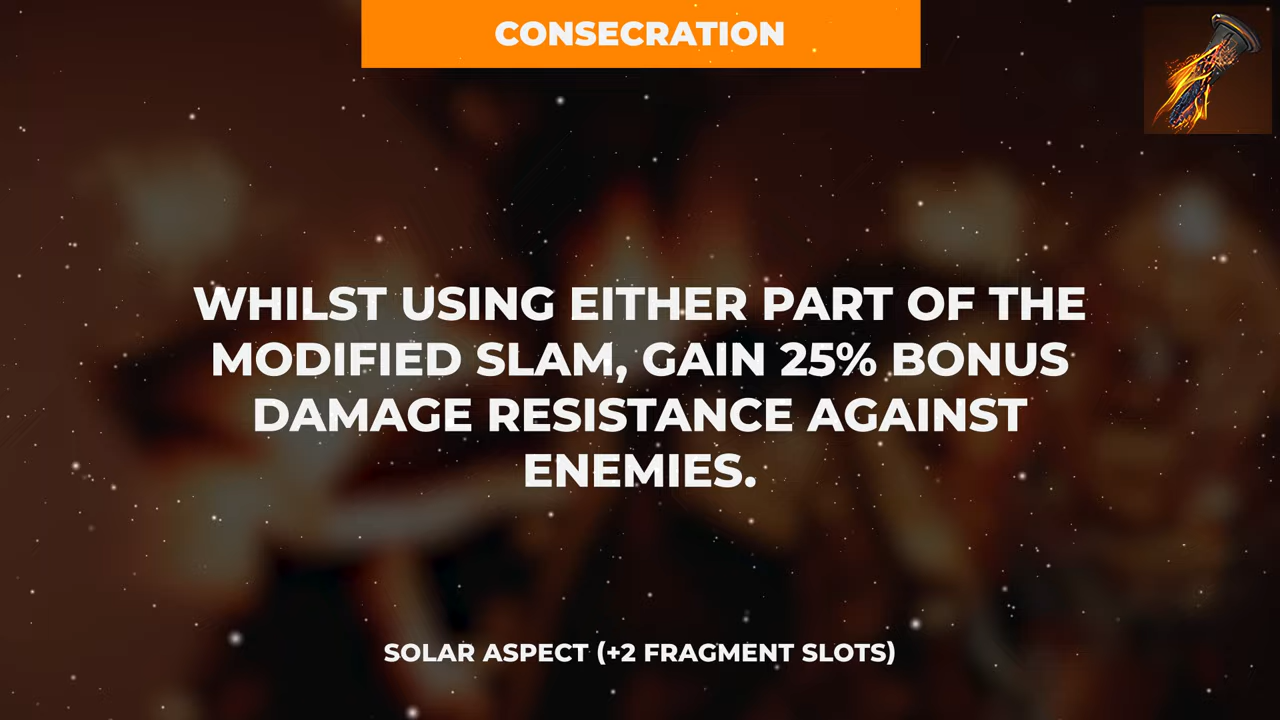 CONSECRATION
WHILST USING EITHER PART OF THE
MODIFIED SLAM, GAIN 25% BONUS
DAMAGE RESISTANCE AGAINST
ENEMIES.
SOLAR ASPECT (+2 FRAGMENT SLOTS)